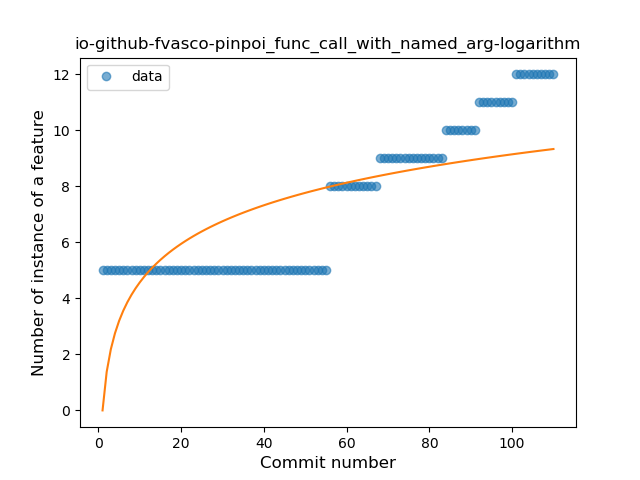 io-github-fvasco-pinpoi_func_call_with_named_arg-logarithm
data
Number of instance of a feature
12
10
8
6
4
2
0
0 20 40 60 80 100
Commit number